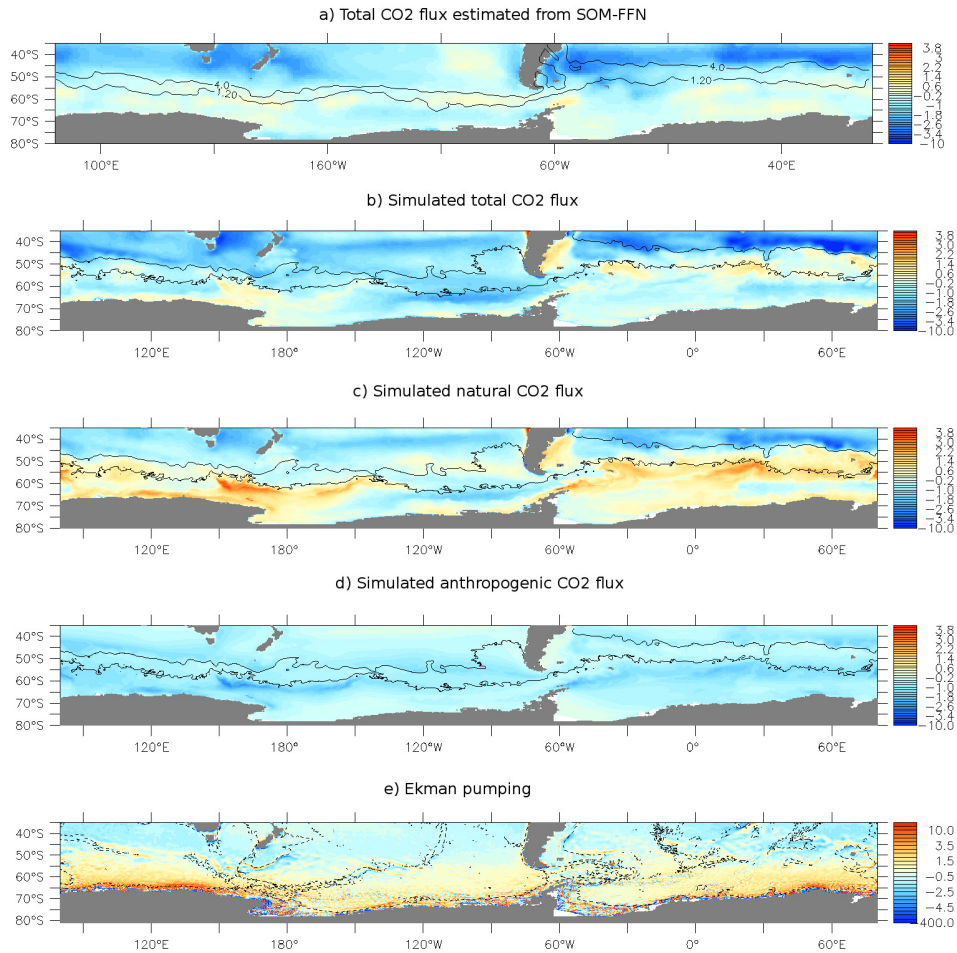 a) Total CO2 flux estimated from SOM-FFN
40°S
50°S
60°S
70°S
80°S
4.0
1.20
4.0
1.20
3.8
3
2.2
1.4
0.6
−0.2
−1
−1.8
−2.6
−3.4
−10
100°E 160°W 60°W 40°E
b) Simulated total CO2 flux
40°S
50°S
60°S
70°S
80°S
3.8
3.0
2.2
1.4
0.6
−0.2
−1.0
−1.8
−2.6
−3.4
−10.0
120°E 180° 120°W 60°W 0° 60°E
c) Simulated natural CO2 flux
40°S
50°S
60°S
70°S
80°S
3.8
3.0
2.2
1.4
0.6
−0.2
−1.0
−1.8
−2.6
−3.4
−10.0
120°E 180° 120°W 60°W 0° 60°E
d) Simulated anthropogenic CO2 flux
40°S
50°S
60°S
70°S
80°S
3.8
3.0
2.2
1.4
0.6
−0.2
−1.0
−1.8
−2.6
−3.4
−10.0
120°E 180° 120°W 60°W 0° 60°E
e) Ekman pumping
40°S
50°S
60°S
70°S
80°S
10.0
3.5
1.5
−0.5
−2.5
−4.5
−400.0
120°E 180° 120°W 60°W 0° 60°E